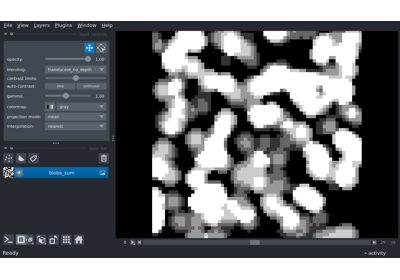 File View Layers Plugins Window Help
opacity: 1.00
blending: translucent_no_depth
contrast limits:
auto-contrast: once continuous
gamma: 1.00
colormap: gray
projection mode: mean
interpolation: nearest
blobs_sum
Ready
activity